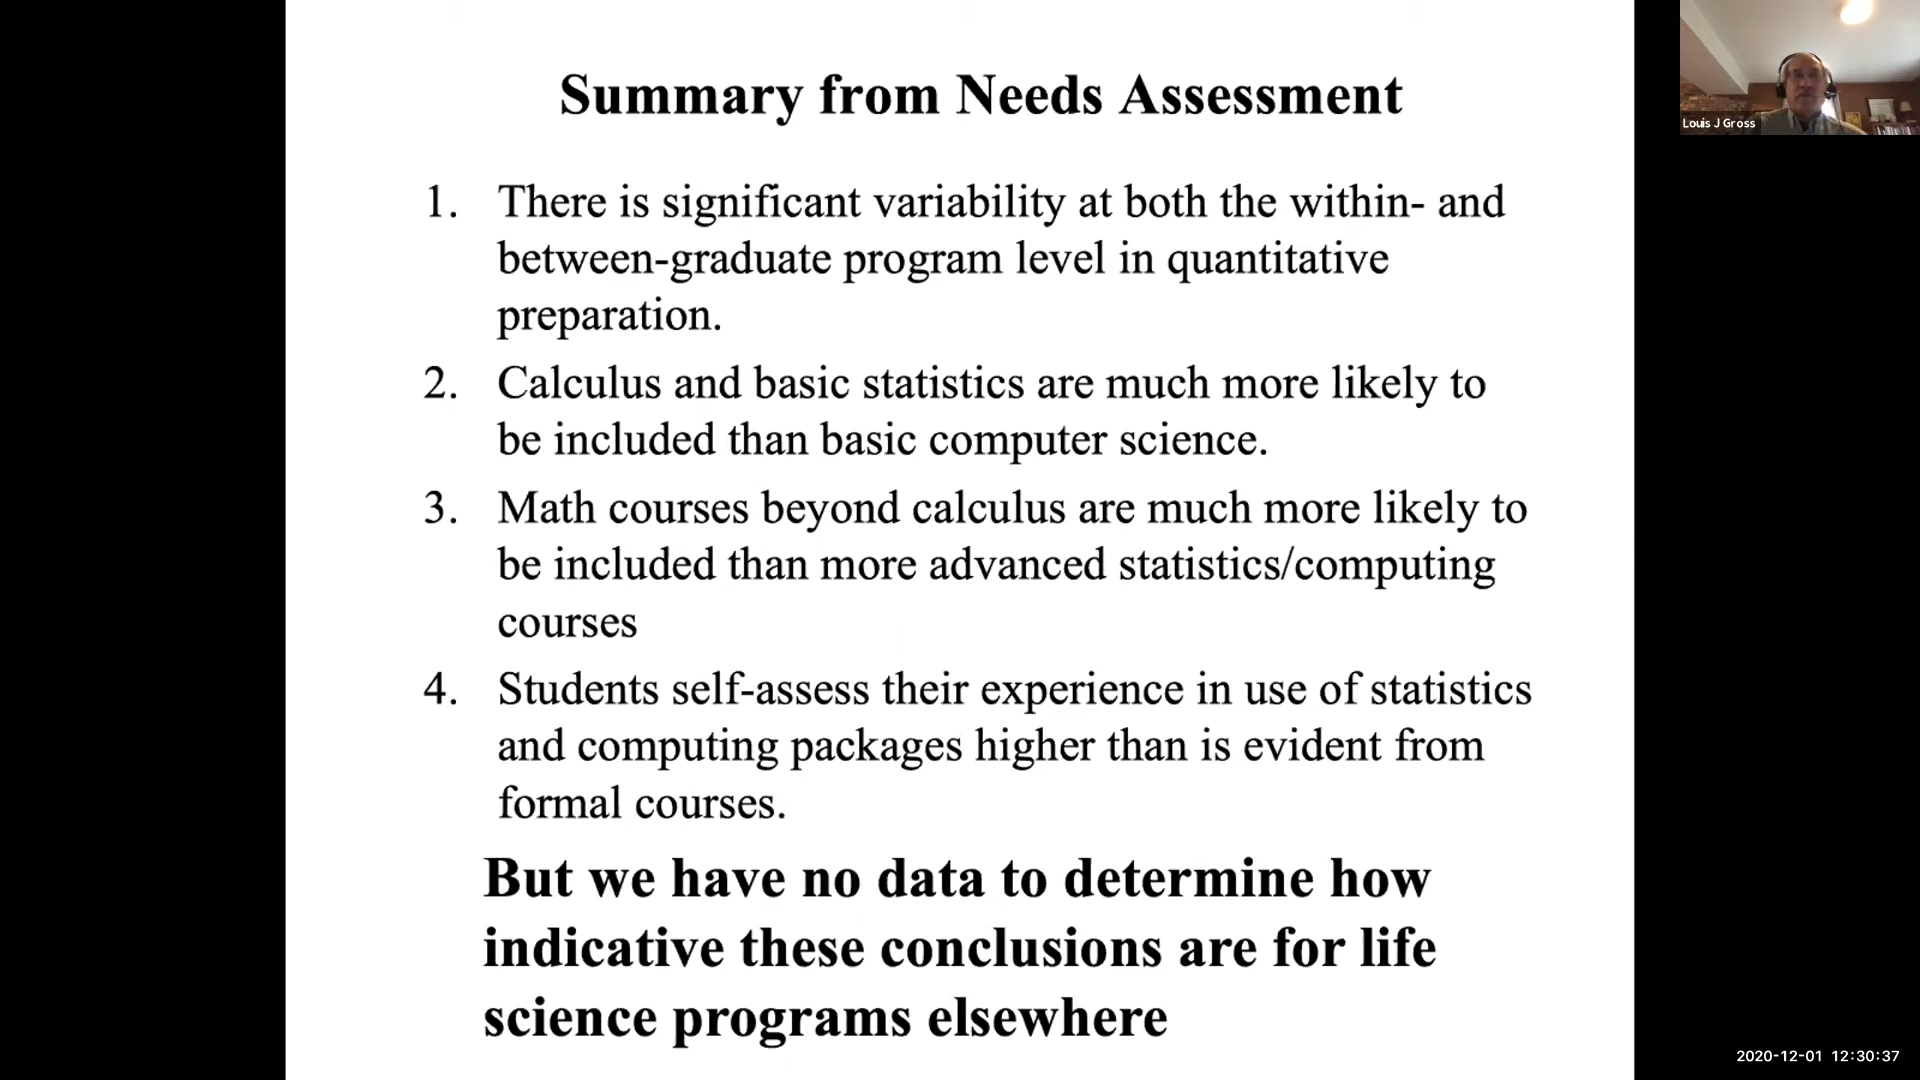 Summary from Needs Assessment
1. There is significant variability at both the within- and
between-graduate program level in quantitative
preparation.
2. Calculus and basic statistics are much more likely to
be included than basic computer science.
3. Math courses beyond calculus are much more likely to
be included than more advanced statistics/computing
courses
4. Students self-assess their experience in use of statistics
and computing packages higher than is evident from
formal courses.
But we have no data to determine how
indicative these conclusions are for life
science programs elsewhere
Louis J Gross
2020-12-01 12:30:37